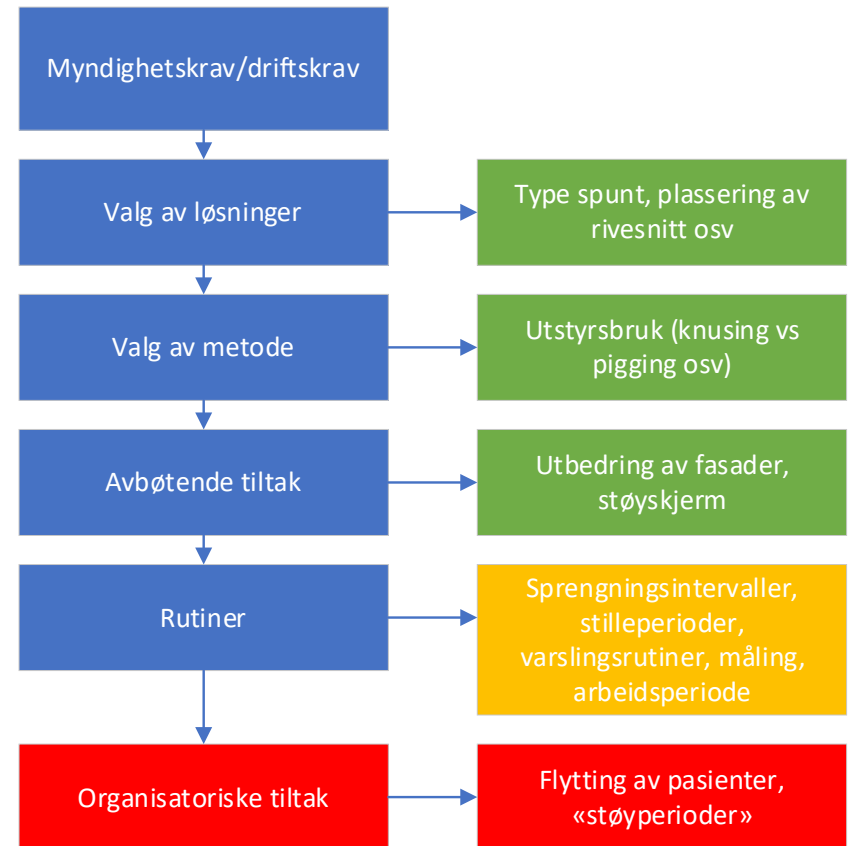 Myndighetskrav/driftskrav
Valg av løsninger
Type spunt, plassering av
rivesnitt osv
Valg av metode
Utstyrsbruk (knusing vs
pigging osv)
Avbøtende tiltak
Utbedring av fasader,
støyskjerm
Rutiner
Sprengningsintervaller,
stilleperioder,
varslingsrutiner, måling,
arbeidsperiode
Organisatoriske tiltak
Flytting av pasienter,
«støyperioder»